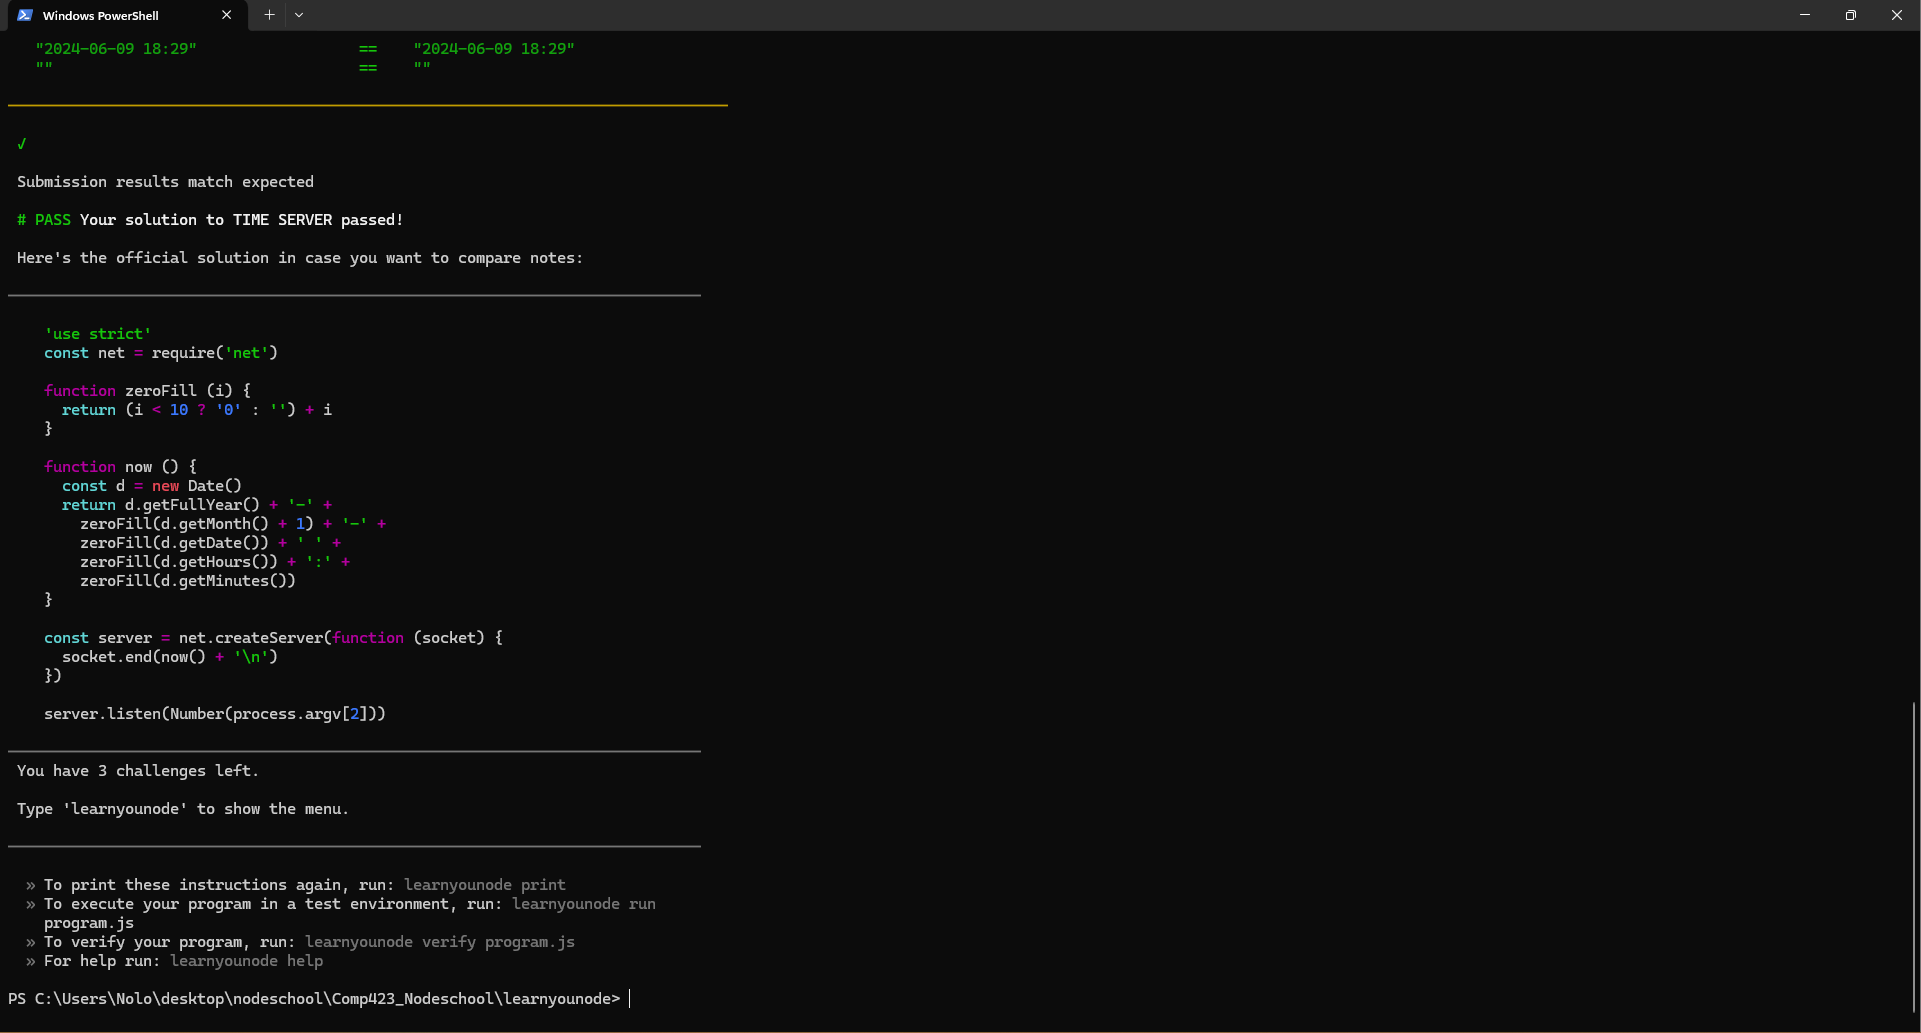 Windows PowerShell
"2024-06-09 18:29"                  ==    "2024-06-09 18:29"
""                                  ==    ""
√
Submission results match expected
# PASS Your solution to TIME SERVER passed!
Here's the official solution in case you want to compare notes:
'use strict'
const net = require('net')
function zeroFill (i) {
  return (i < 10 ? '0' : '') + i
}
function now () {
  const d = new Date()
  return d.getFullYear() + '-' +
    zeroFill(d.getMonth() + 1) + '-' +
    zeroFill(d.getDate()) + ' ' +
    zeroFill(d.getHours()) + ':' +
    zeroFill(d.getMinutes())
}
const server = net.createServer(function (socket) {
  socket.end(now() + '\n')
})
server.listen(Number(process.argv[2]))
You have 3 challenges left.
Type 'learnyounode' to show the menu.
» To print these instructions again, run: learnyounode print
» To execute your program in a test environment, run: learnyounode run
program.js
» To verify your program, run: learnyounode verify program.js
» For help run: learnyounode help
PS C:\Users\Nolo\desktop\nodeschool\Comp423_Nodeschool\learnyounode>